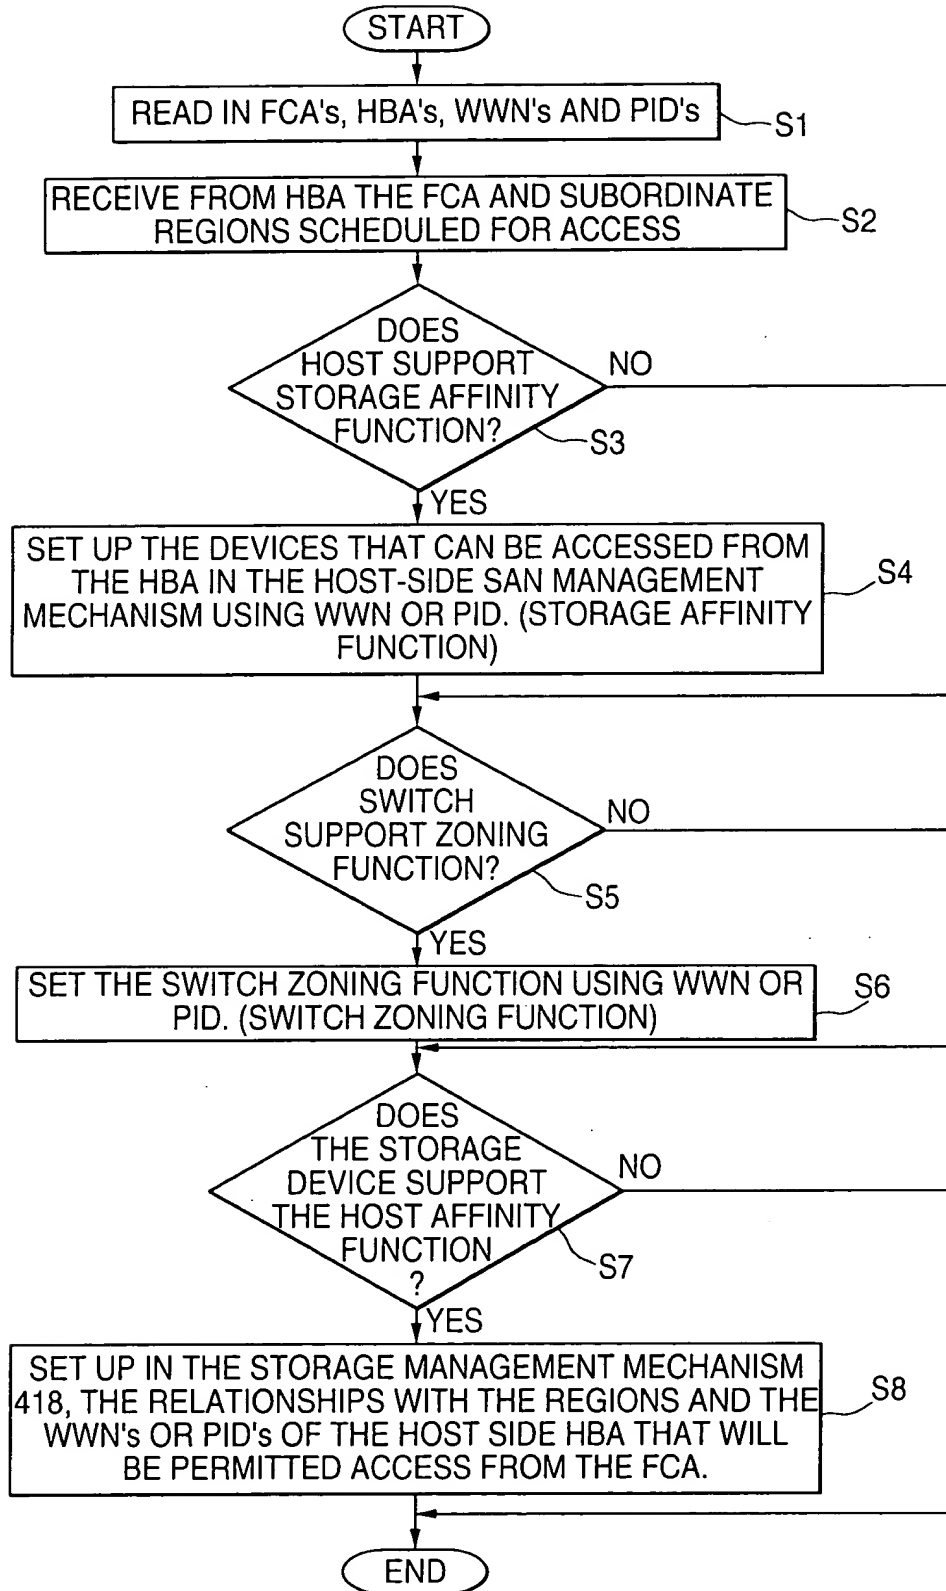 START
READ IN FCA's, HBA's, WWN's AND PID's
S1
RECEIVE FROM HBA THE FCA AND SUBORDINATE
REGIONS SCHEDULED FOR ACCESS
S2
DOES
HOST SUPPORT
STORAGE AFFINITY
FUNCTION?
NO
S3
YES
SET UP THE DEVICES THAT CAN BE ACCESSED FROM
THE HBA IN THE HOST-SIDE SAN MANAGEMENT
MECHANISM USING WWN OR PID. (STORAGE AFFINITY
FUNCTION)
S4
DOES
SWITCH
SUPPORT ZONING
FUNCTION?
NO
S5
YES
SET THE SWITCH ZONING FUNCTION USING WWN OR
PID. (SWITCH ZONING FUNCTION)
S6
DOES
THE STORAGE
DEVICE SUPPORT
THE HOST AFFINITY
FUNCTION
?
NO
S7
YES
SET UP IN THE STORAGE MANAGEMENT MECHANISM
418, THE RELATIONSHIPS WITH THE REGIONS AND THE
WWN's OR PID's OF THE HOST SIDE HBA THAT WILL
BE PERMITTED ACCESS FROM THE FCA.
S8
END